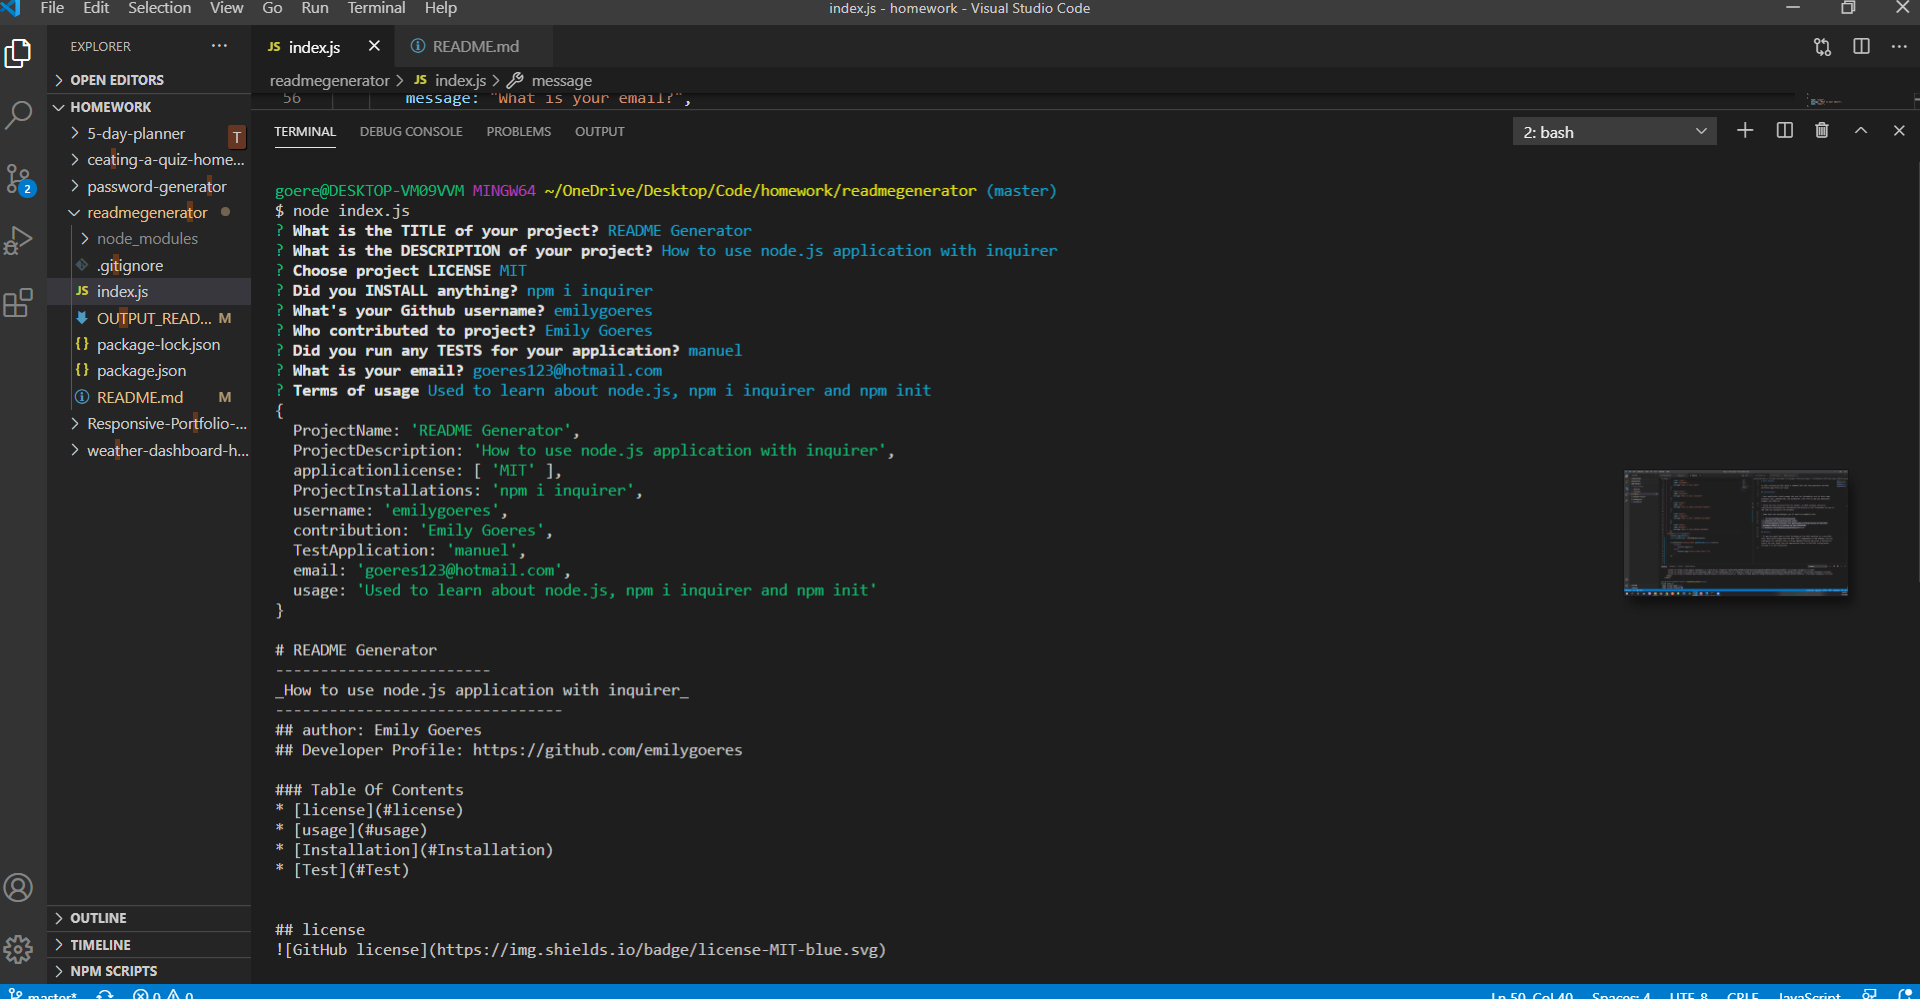 File Edit Selection View Go Run Terminal Help
index.js - homework - Visual Studio Code
EXPLORER
OPEN EDITORS
HOMEWORK
5-day-planner
T
ceating-a-quiz-home...
password-generator
readmegenerator
node_modules
.gitignore
JS index.js
OUTPUT_READ... M
{} package-lock.json
{} package.json
README.md M
Responsive-Portfolio-...
weather-dashboard-h...
OUTLINE
TIMELINE
NPM SCRIPTS
2
JS index.js
README.md
readmegenerator > JS index.js > message
56 message: "What is your email?",
TERMINAL DEBUG CONSOLE PROBLEMS OUTPUT
2: bash
goere@DESKTOP-VM09VVM MINGW64 ~/OneDrive/Desktop/Code/homework/readmegenerator (master)
$ node index.js
? What is the TITLE of your project? README Generator
? What is the DESCRIPTION of your project? How to use node.js application with inquirer
? Choose project LICENSE MIT
? Did you INSTALL anything? npm i inquirer
? What's your Github username? emilygoeres
? Who contributed to project? Emily Goeres
? Did you run any TESTS for your application? manuel
? What is your email? goeres123@hotmail.com
? Terms of usage Used to learn about node.js, npm i inquirer and npm init
{
ProjectName: 'README Generator',
ProjectDescription: 'How to use node.js application with inquirer',
applicationlicense: [ 'MIT' ],
ProjectInstallations: 'npm i inquirer',
username: 'emilygoeres',
contribution: 'Emily Goeres',
TestApplication: 'manuel',
email: 'goeres123@hotmail.com',
usage: 'Used to learn about node.js, npm i inquirer and npm init'
}
# README Generator
------------------------
_How to use node.js application with inquirer_
--------------------------------
## author: Emily Goeres
## Developer Profile: https://github.com/emilygoeres
### Table Of Contents
* [license](#license)
* [usage](#usage)
* [Installation](#Installation)
* [Test](#Test)
## license
![GitHub license](https://img.shields.io/badge/license-MIT-blue.svg)
master* 0 0
Ln 50, Col 40 Spaces: 4 UTF-8 CRLF JavaScript